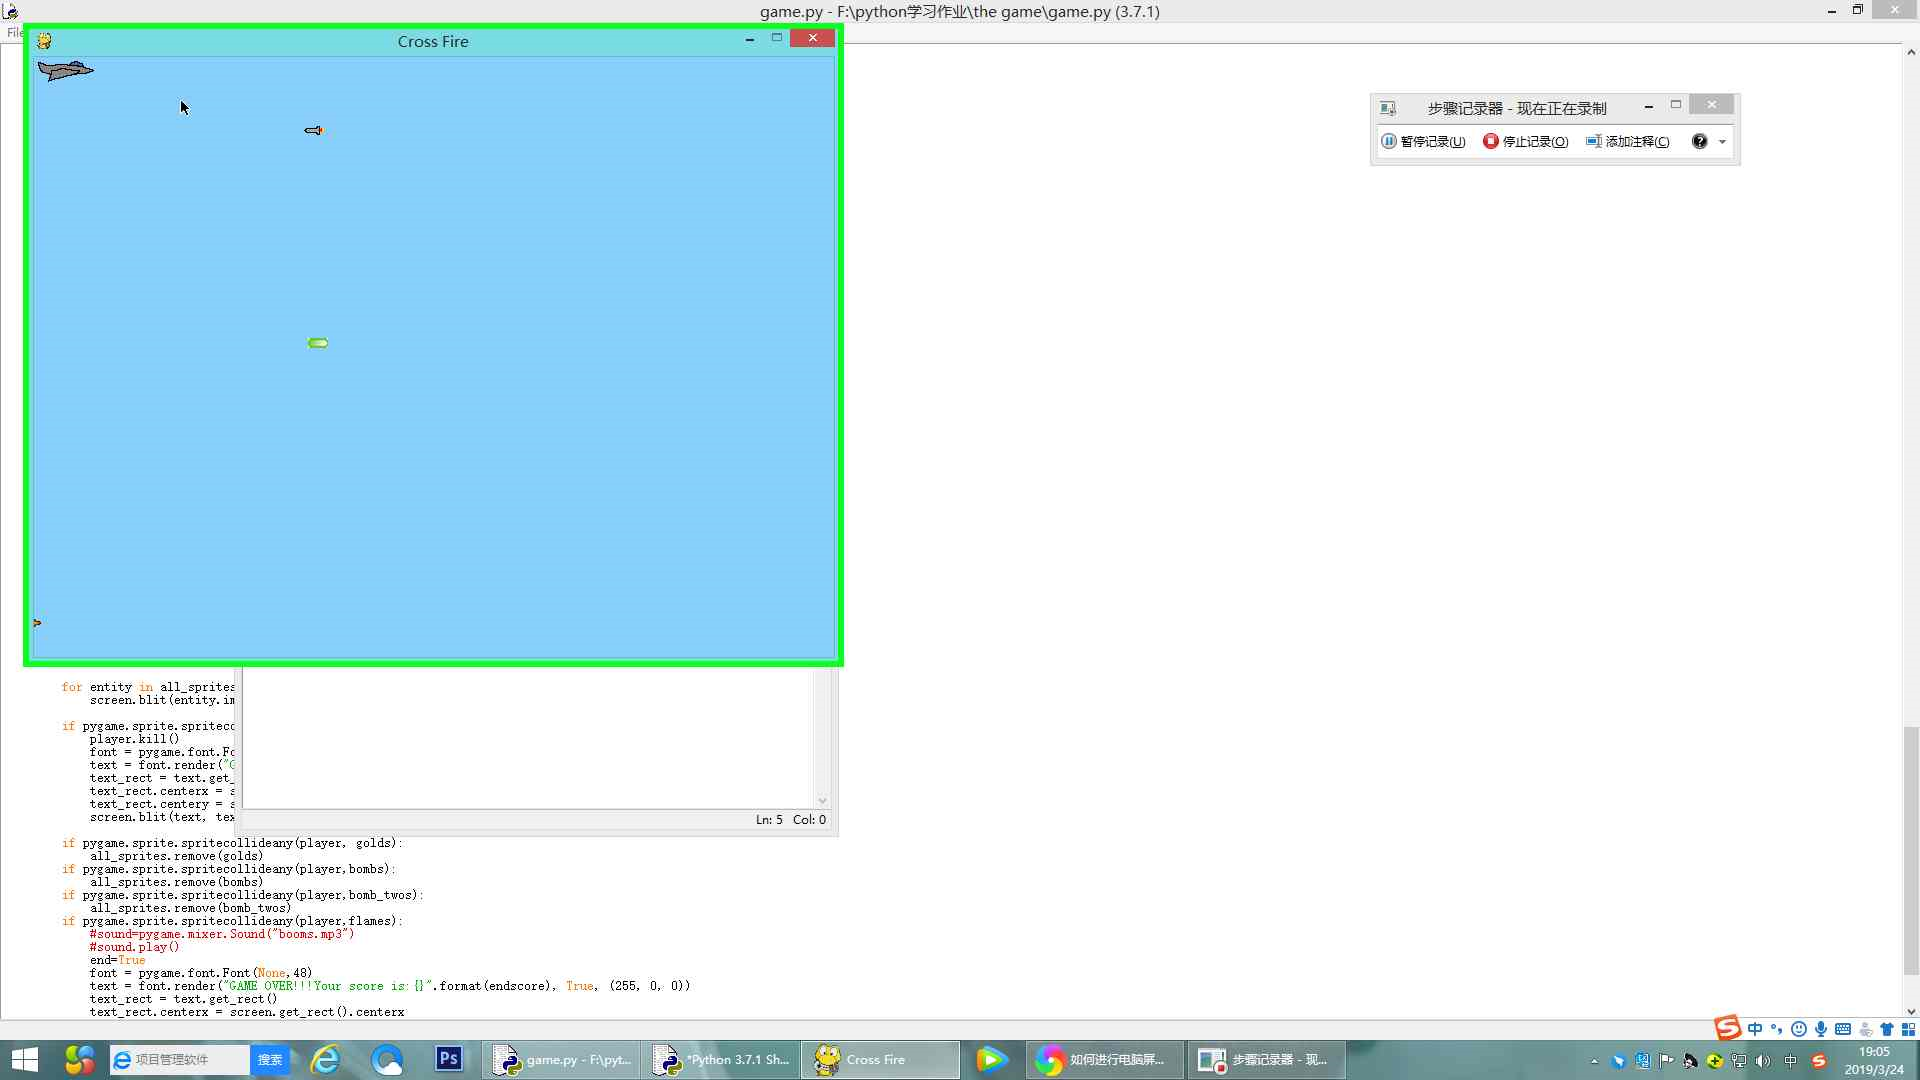 game.py - F:\python学习作业\the game\game.py (3.7.1)
File
Cross Fire
步骤记录器 - 现在正在录制
暂停记录(U) 停止记录(O) 添加注释(C)
for entity in all_sprites
screen.blit(entity.im
if pygame.sprite.spriteco
player.kill()
font = pygame.font.Fo
text = font.render("G
text_rect = text.get_
text_rect.centerx = s
text_rect.centery = s
screen.blit(text, tex
Ln: 5 Col: 0
if pygame.sprite.spritecollideany(player, golds):
all_sprites.remove(golds)
if pygame.sprite.spritecollideany(player,bombs):
all_sprites.remove(bombs)
if pygame.sprite.spritecollideany(player,bomb_twos):
all_sprites.remove(bomb_twos)
if pygame.sprite.spritecollideany(player,flames):
#sound=pygame.mixer.Sound("booms.mp3")
#sound.play()
end=True
font = pygame.font.Font(None,48)
text = font.render("GAME OVER!!!Your score is:{}".format(endscore), True, (255, 0, 0))
text_rect = text.get_rect()
text_rect.centerx = screen.get_rect().centerx
中
项目管理软件 搜索 Ps game.py - F:\pyt... *Python 3.7.1 Sh... Cross Fire 如何进行电脑屏... 步骤记录器 - 现... 中 19:05
2019/3/24